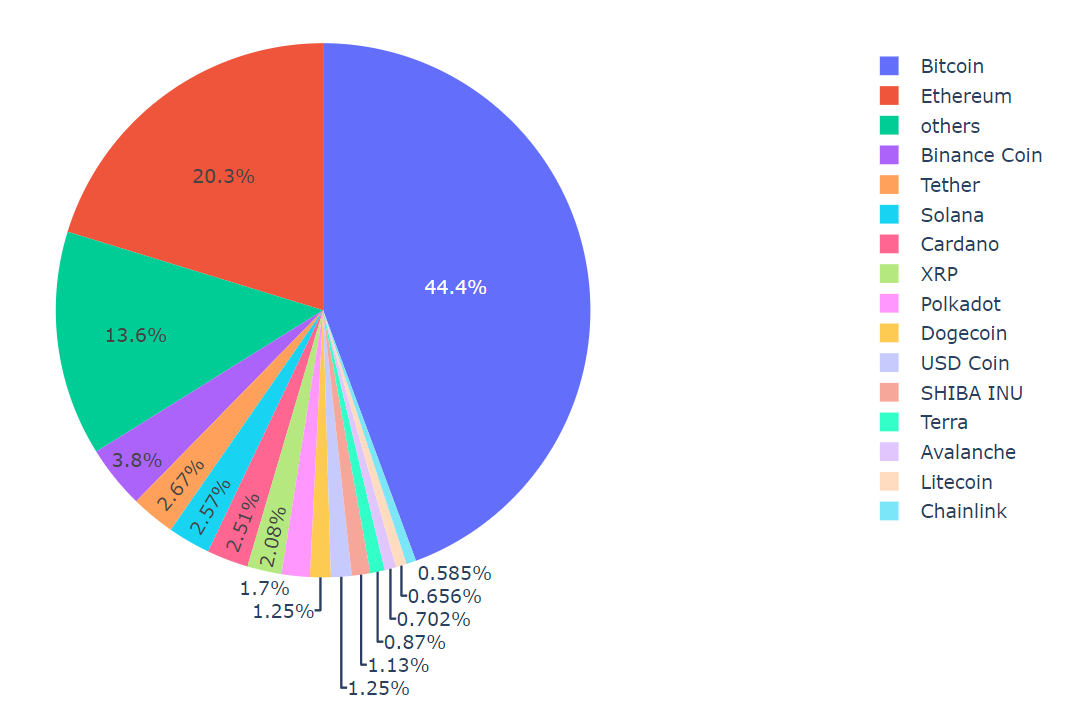 44.4%
20.3%
13.6%
3.8%
2.67%
2.57%
2.51%
2.08%
1.7%
1.25%
1.25%
1.13%
0.87%
0.702%
0.656%
0.585%
Bitcoin
Ethereum
others
Binance Coin
Tether
Solana
Cardano
XRP
Polkadot
Dogecoin
USD Coin
SHIBA INU
Terra
Avalanche
Litecoin
Chainlink